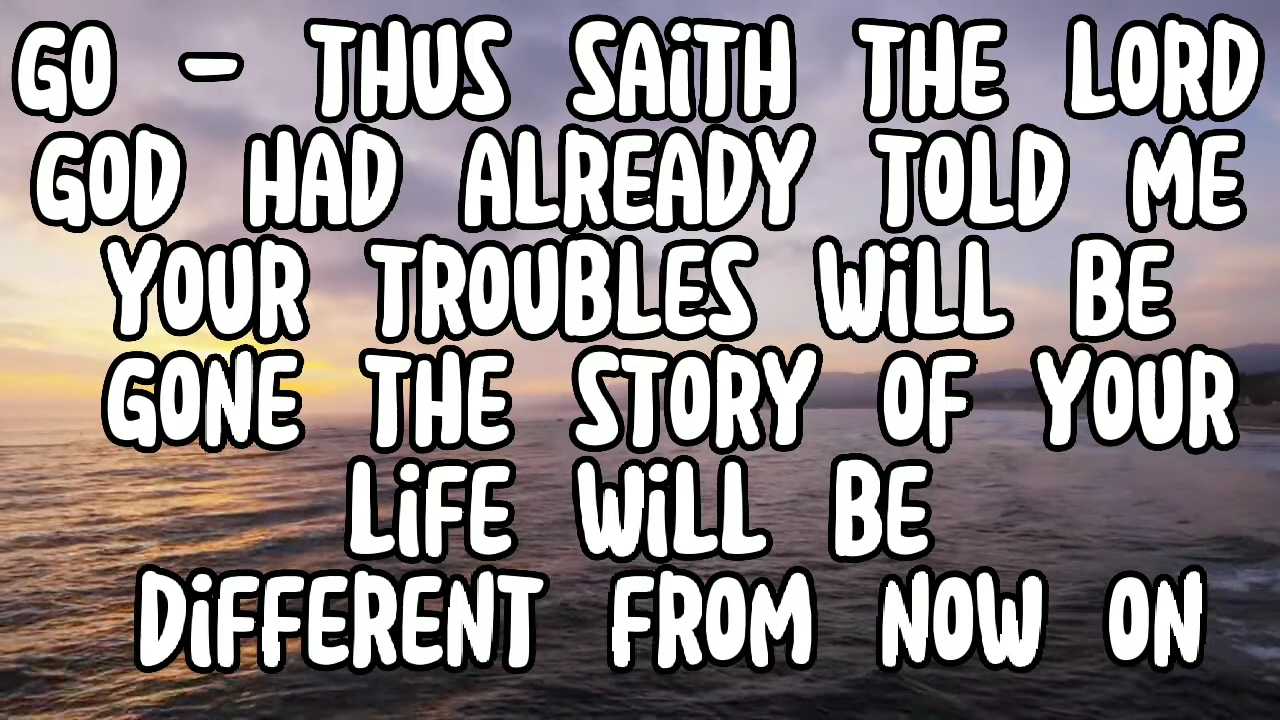 GO - THUS SAiTH THE LORD
GOD HAD ALREADY TOLD ME
YOUR TROUBLES WiLL BE
GONE THE STORY OF YOUR
LiFE WiLL BE
DiFFERENT FROM NOW ON